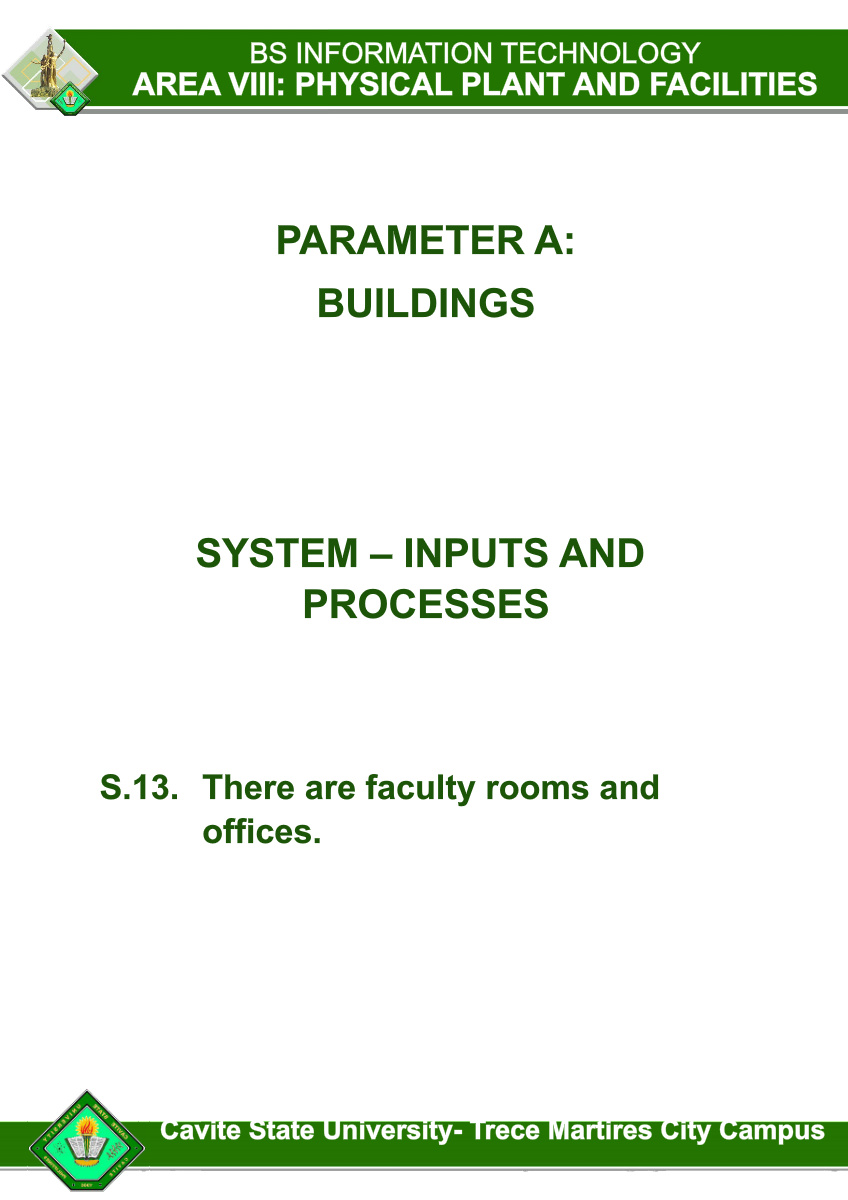 BS INFORMATION TECHNOLOGY
AREA VIII: PHYSICAL PLANT AND FACILITIES
PARAMETER A:
BUILDINGS
SYSTEM – INPUTS AND
PROCESSES
S.13. There are faculty rooms and
offices.
Cavite State University- Trece Martires City Campus